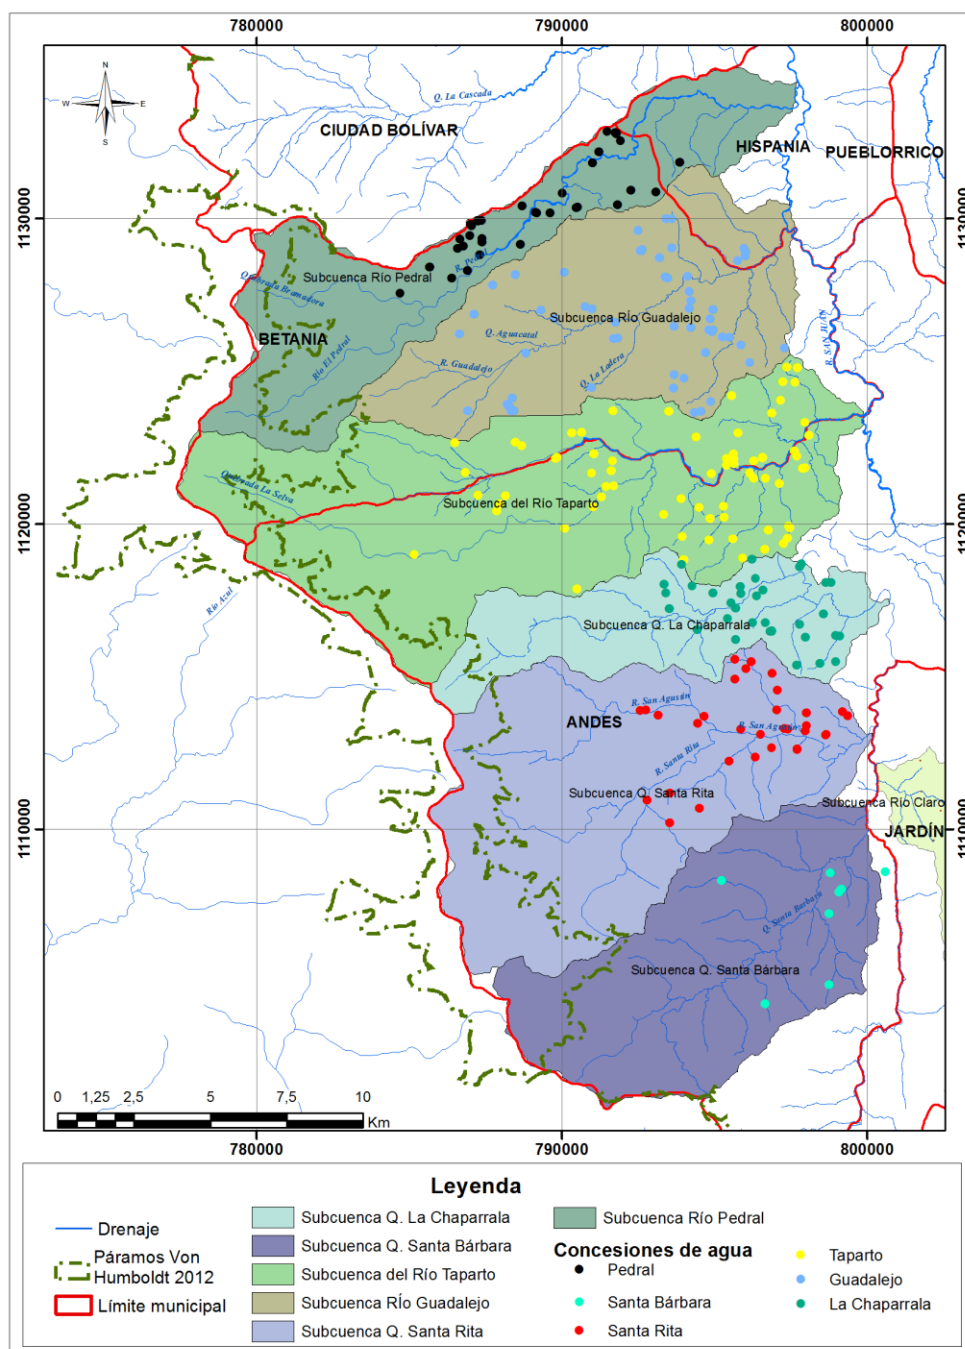 780000 790000 800000
N
W E
S
Q. La Cascada
CIUDAD BOLÍVAR
HISPANIA
PUEBLORRICO
1130000
1130000
Subcuenca Río Pedral
Quebrada Bramadora
BETANIA
Río El Pedral
Subcuenca Río Guadalejo
Q. Aguacatal
R. Guadalejo
Q. La Ladera
R. SAN JUAN
Quebrada La Selva
Subcuenca del Río Taparto
1120000
1120000
Río Azul
Subcuenca Q. La Chaparrala
R. San Agustín
ANDES
R. San Agustín
R. Santa Rita
Subcuenca Q. Santa Rita
Subcuenca Río Claro
JARDÍN
1110000
1110000
Q. Santa Barbara
Subcuenca Q. Santa Bárbara
0 1,25 2,5 5 7,5 10
Km
780000 790000 800000
Leyenda
Drenaje
Páramos Von
Humboldt 2012
Límite municipal
Subcuenca Q. La Chaparrala
Subcuenca Q. Santa Bárbara
Subcuenca del Río Taparto
Subcuenca RÍo Guadalejo
Subcuenca Q. Santa Rita
Subcuenca Río Pedral
Concesiones de agua
Pedral
Santa Bárbara
Santa Rita
Taparto
Guadalejo
La Chaparrala